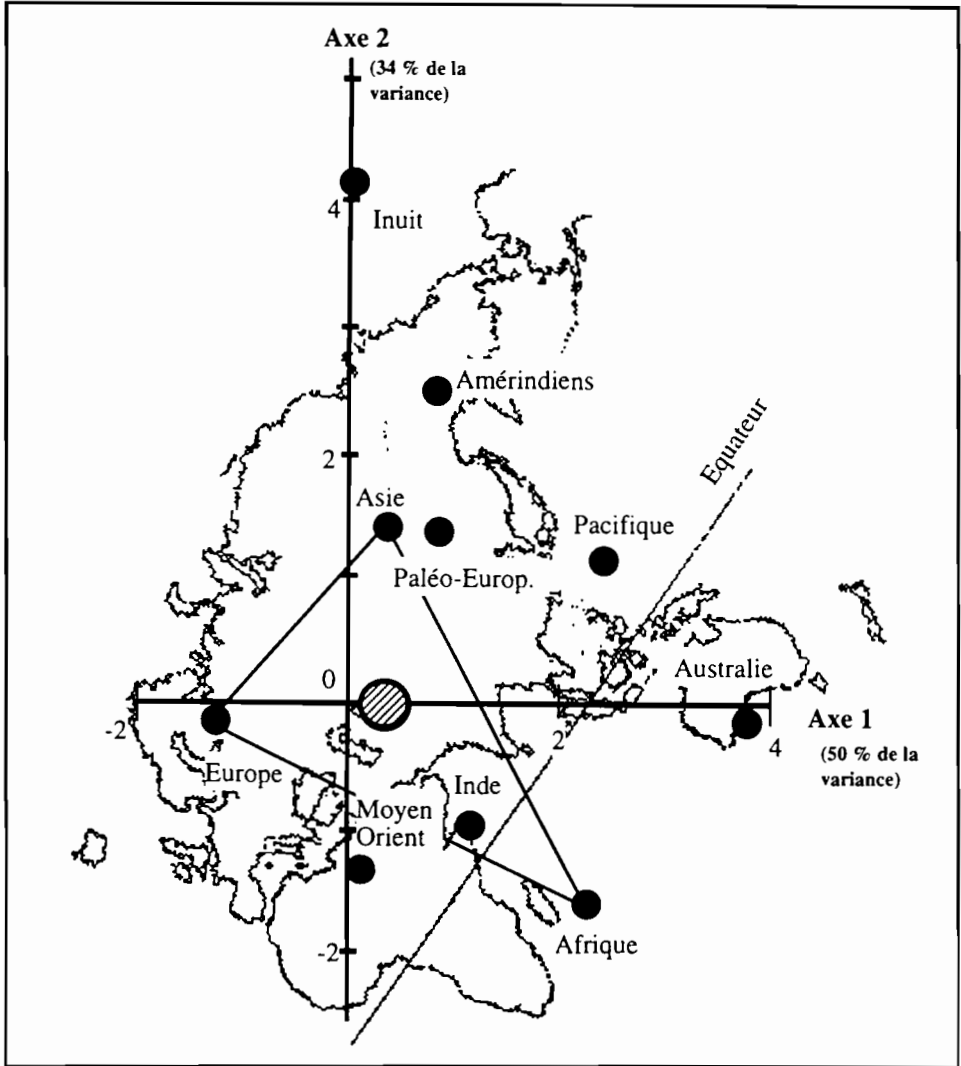 Axe 2
(34 % de la
variance)
4
Inuit
Amérindiens
Equateur
2
Asie
Pacifique
Paléo-Europ.
0
Australie
-2
2
4
Axe 1
(50 % de la
variance)
Europe
Inde
Moyen
Orient
-2
Afrique